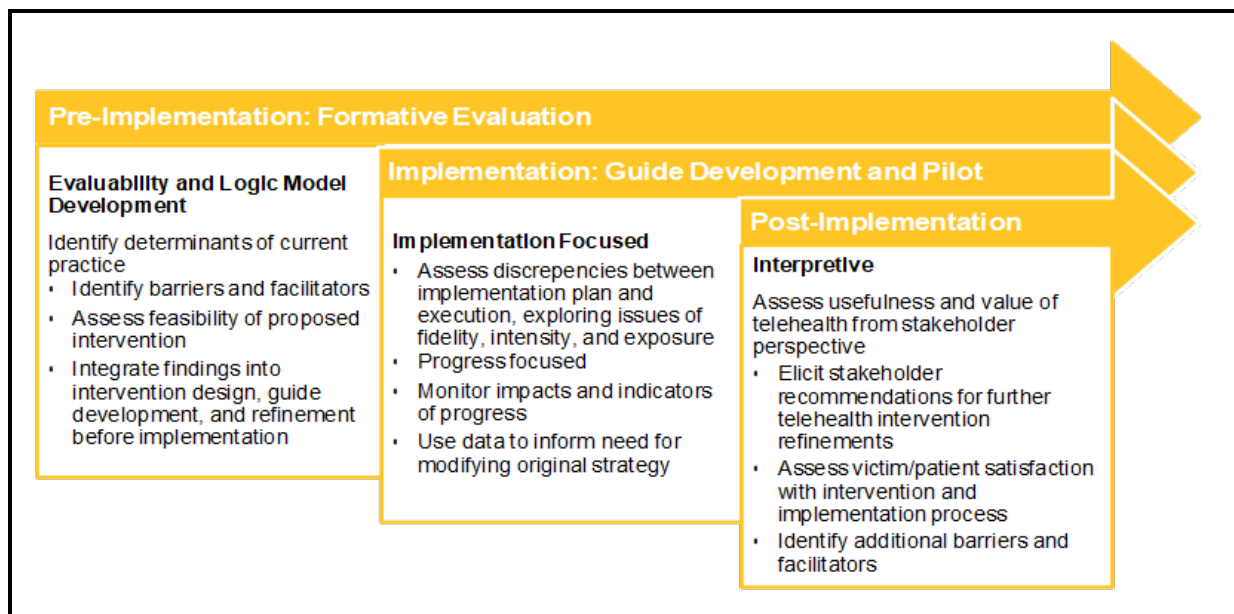 Pre-Implementation: Formative Evaluation
Evaluability and Logic Model
Development
Identify determinants of current
practice
• Identify barriers and facilitators
• Assess feasibility of proposed
intervention
• Integrate findings into
intervention design, guide
development, and refinement
before implementation
Implementation: Guide Development and Pilot
Implementation Focused
• Assess discrepencies between
implementation plan and
execution, exploring issues of
fidelity, intensity, and exposure
• Progress focused
• Monitor impacts and indicators
of progress
• Use data to inform need for
modifying original strategy
Post-Implementation
Interpretive
Assess usefulness and value of
telehealth from stakeholder
perspective
• Elicit stakeholder
recommendations for further
telehealth intervention
refinements
• Assess victim/patient satisfaction
with intervention and
implementation process
• Identify additional barriers and
facilitators